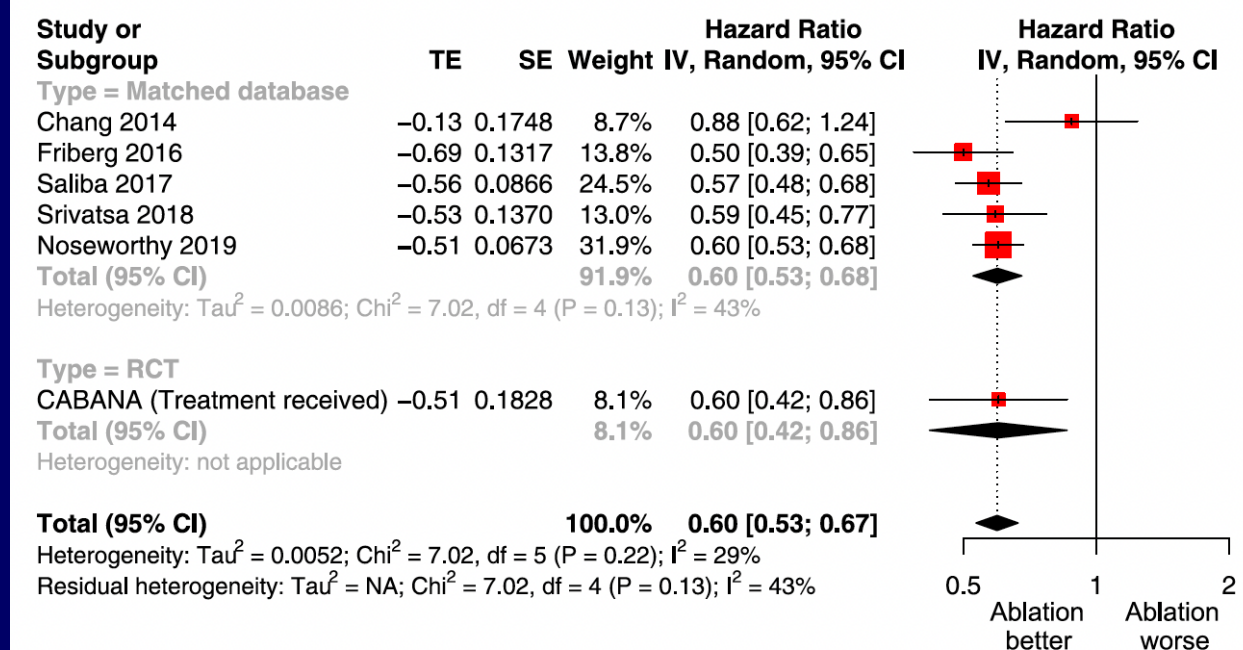 Study or Hazard Ratio Hazard Ratio
Subgroup TE SE Weight IV, Random, 95% CI IV, Random, 95% CI
Type = Matched database
Chang 2014 −0.13 0.1748 8.7% 0.88 [0.62; 1.24]
Friberg 2016 −0.69 0.1317 13.8% 0.50 [0.39; 0.65]
Saliba 2017 −0.56 0.0866 24.5% 0.57 [0.48; 0.68]
Srivatsa 2018 −0.53 0.1370 13.0% 0.59 [0.45; 0.77]
Noseworthy 2019 −0.51 0.0673 31.9% 0.60 [0.53; 0.68]
Total (95% CI) 91.9% 0.60 [0.53; 0.68]
Heterogeneity: Tau² = 0.0086; Chi² = 7.02, df = 4 (P = 0.13); I² = 43%
Type = RCT
CABANA (Treatment received) −0.51 0.1828 8.1% 0.60 [0.42; 0.86]
Total (95% CI) 8.1% 0.60 [0.42; 0.86]
Heterogeneity: not applicable
Total (95% CI) 100.0% 0.60 [0.53; 0.67]
Heterogeneity: Tau² = 0.0052; Chi² = 7.02, df = 5 (P = 0.22); I² = 29%
Residual heterogeneity: Tau² = NA; Chi² = 7.02, df = 4 (P = 0.13); I² = 43%
0.5 1 2
Ablation Ablation
better worse